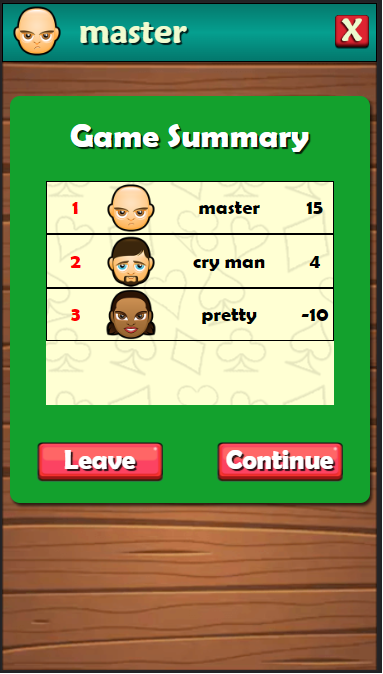 master X
Game Summary
1 master 15
2 cry man 4
3 pretty -10
Leave Continue